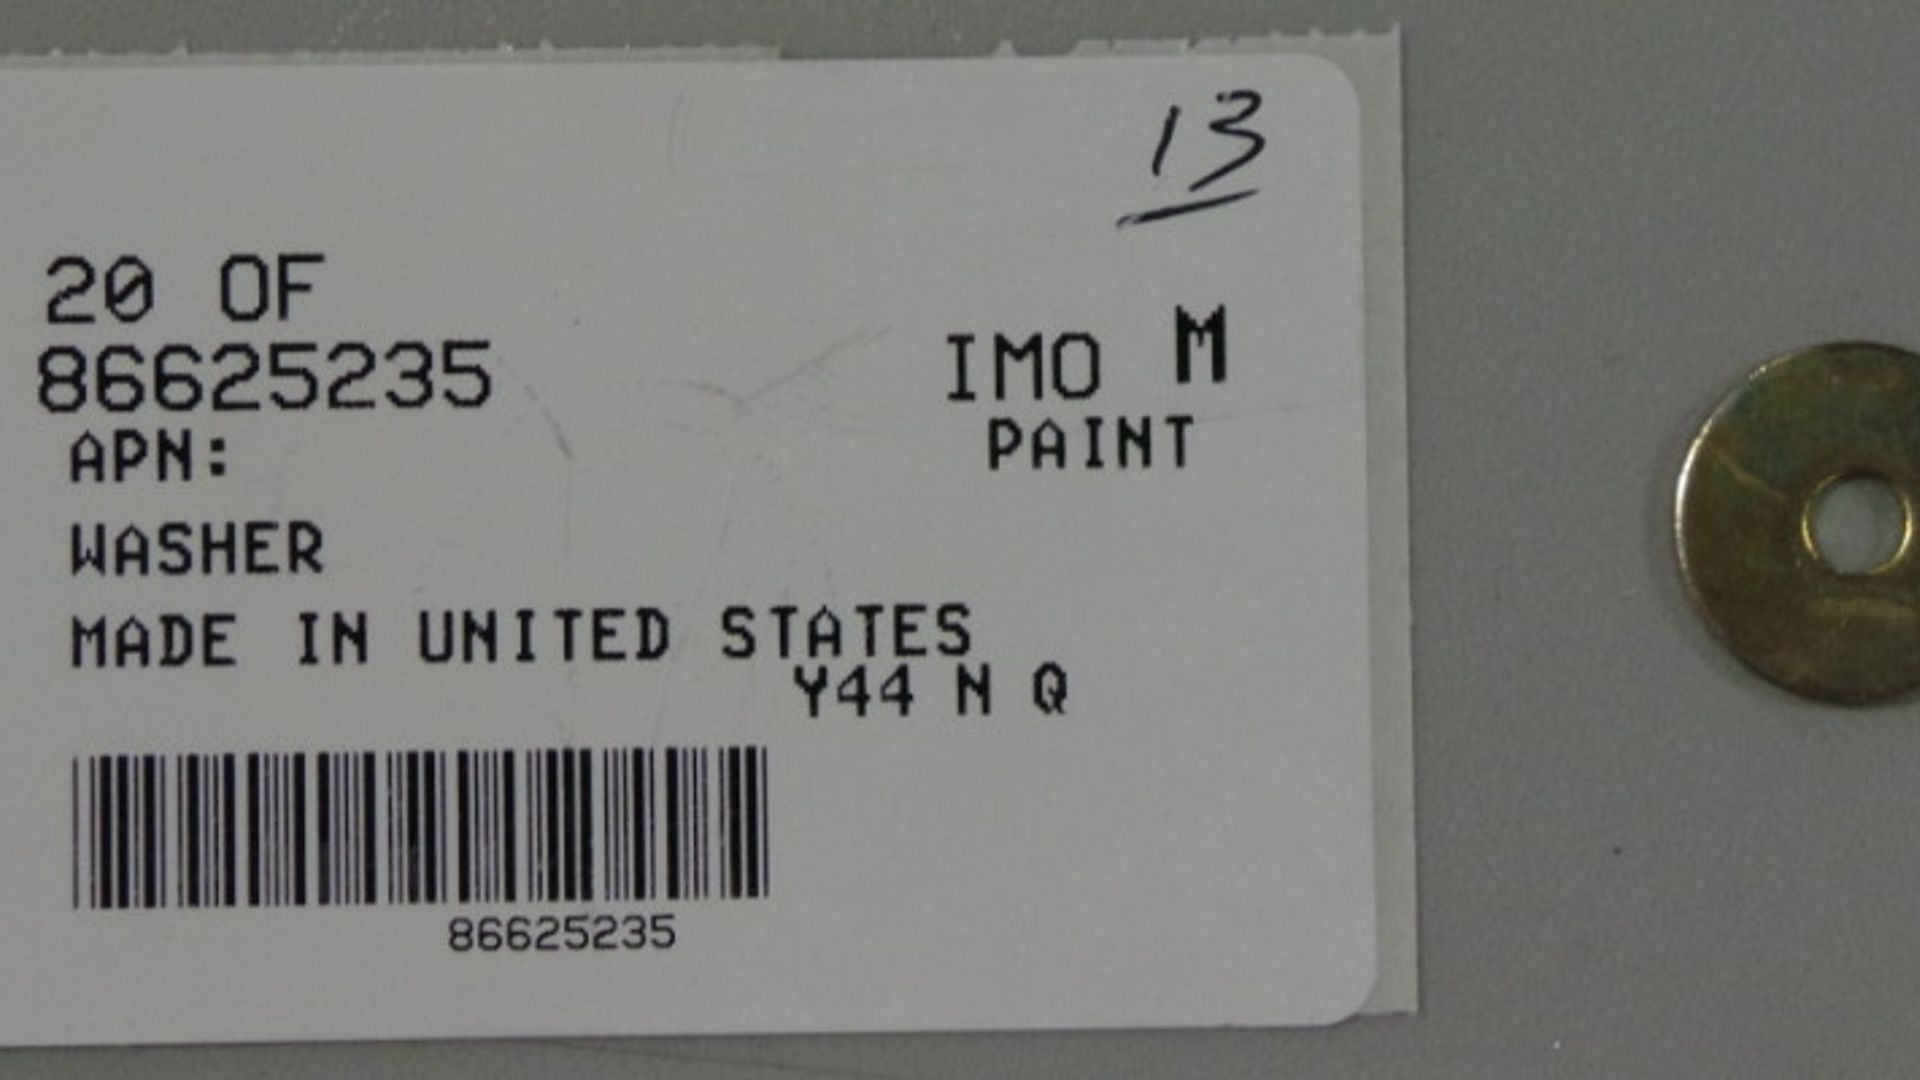 13
20 OF
86625235
IMO M
APN:
PAINT
WASHER
MADE IN UNITED STATES
Y44 N Q
86625235